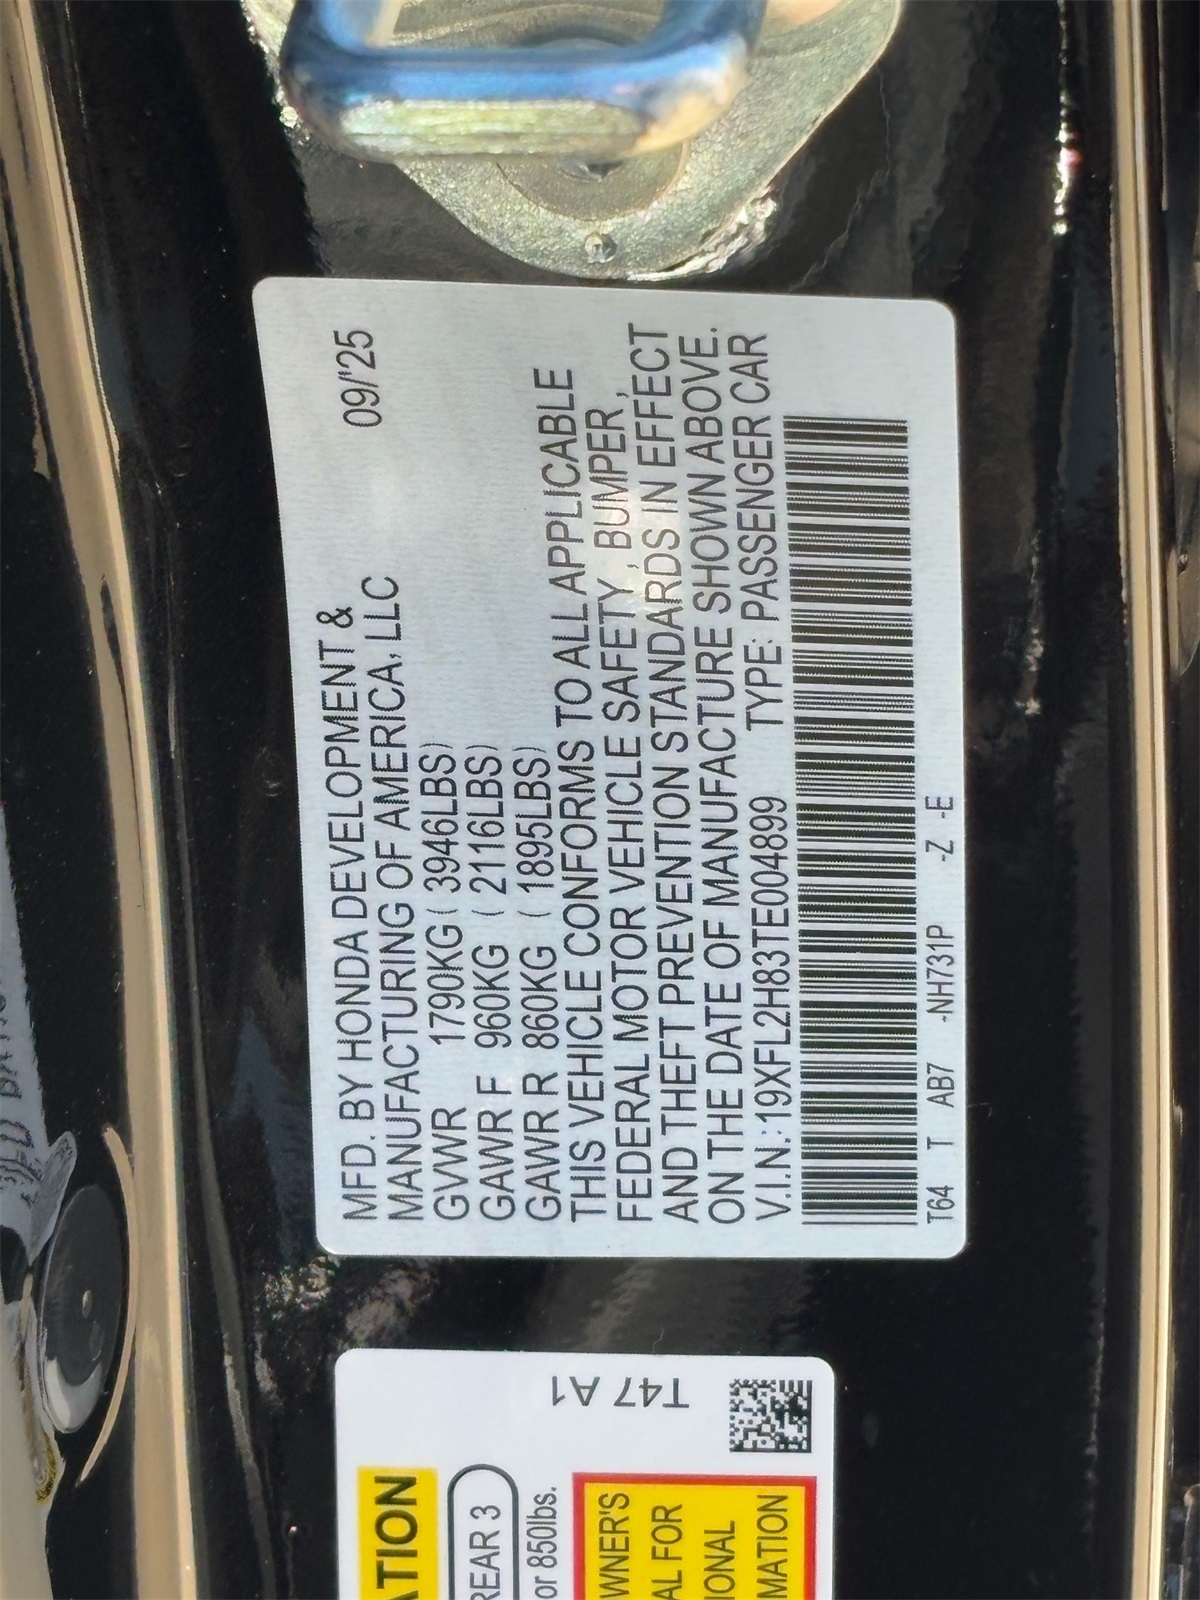 MFD. BY HONDA DEVELOPMENT &
MANUFACTURING OF AMERICA, LLC 09/'25
GVWR 1790KG ( 3946LBS)
GAWR F 960KG ( 2116LBS)
GAWR R 860KG ( 1895LBS)
THIS VEHICLE CONFORMS TO ALL APPLICABLE
FEDERAL MOTOR VEHICLE SAFETY , BUMPER ,
AND THEFT PREVENTION STANDARDS IN EFFECT
ON THE DATE OF MANUFACTURE SHOWN ABOVE.
V.I.N.: 19XFL2H83TE004899 TYPE: PASSENGER CAR
T64 T AB7 -NH731P -Z -E
T47 A1
ATION
REAR 3
or 850lbs.
WNER'S
AL FOR
IONAL
MATION